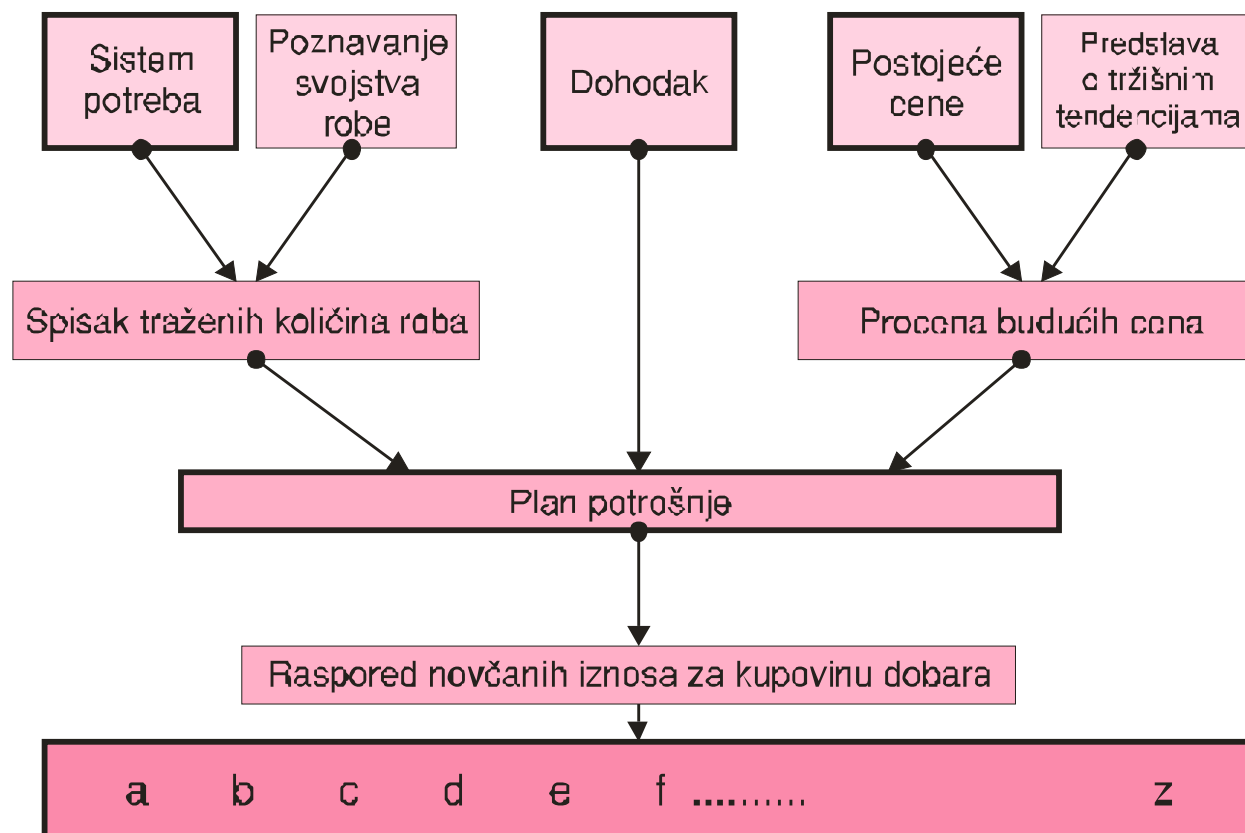 Sistem
potreba
Poznavanje
svojstva
robe
Dohodak
Postojeće
cene
Predstava
o tržišnim
tendencijama
Spisak traženih količina roba
Procena budućih cena
Plan potrošnje
Raspored novčanih iznosa za kupovinu dobara
a b c d e f .......... z